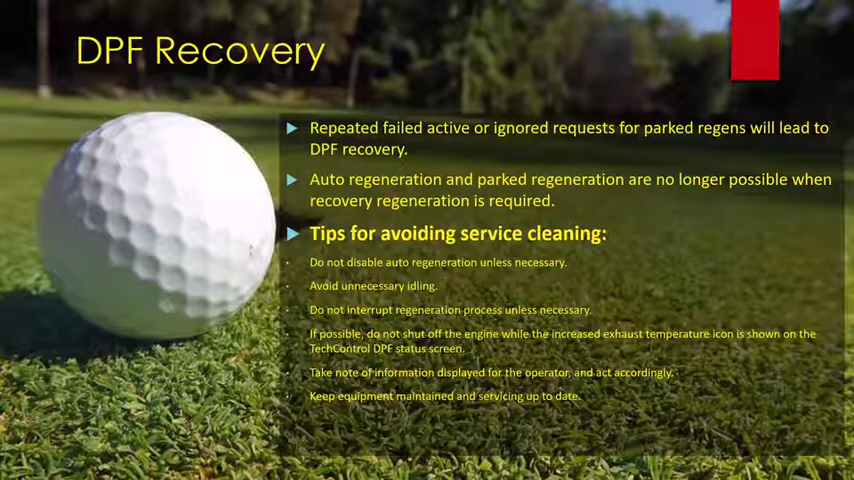 DPF Recovery
Repeated failed active or ignored requests for parked regens will lead to
DPF recovery.
Auto regeneration and parked regeneration are no longer possible when
recovery regeneration is required.
Tips for avoiding service cleaning:
Do not disable auto regeneration unless necessary.
Avoid unnecessary idling.
Do not interrupt regeneration process unless necessary.
If possible, do not shut off the engine while the increased exhaust temperature icon is shown on the
TechControl DPF status screen.
Take note of information displayed for the operator, and act accordingly.
Keep equipment maintained and servicing up to date.